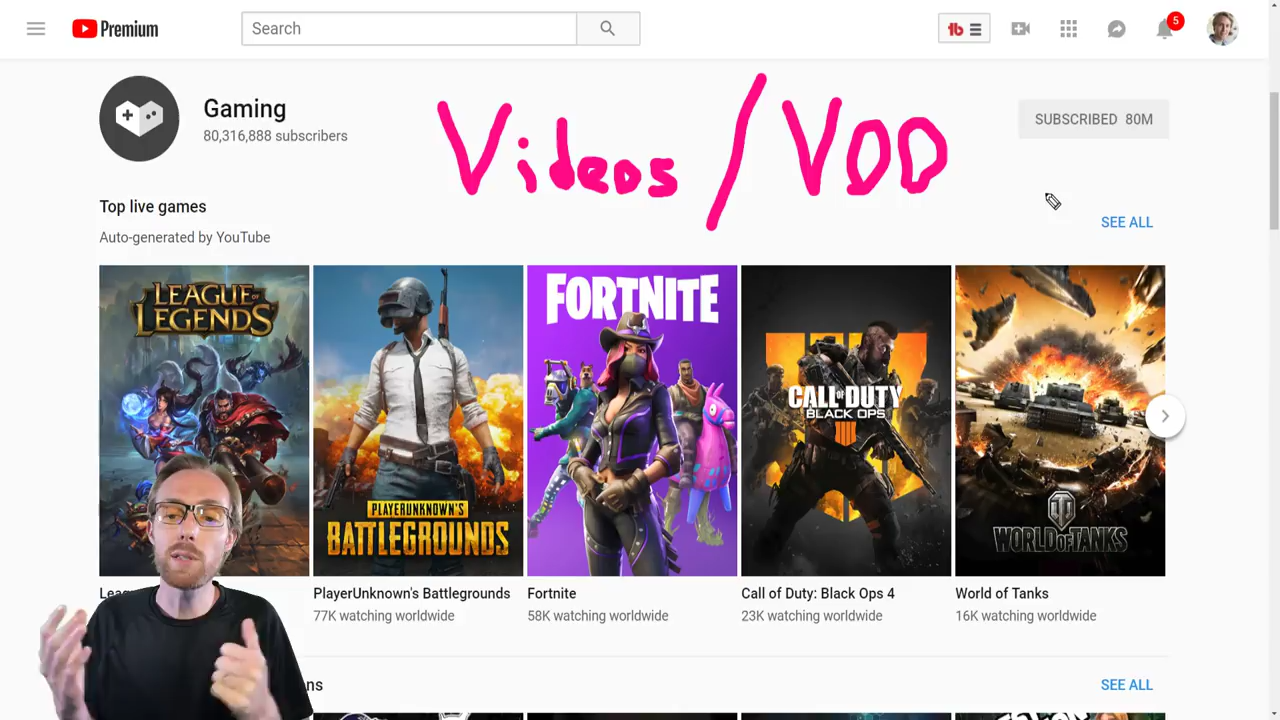 Premium
Search
5
Gaming
80,316,888 subscribers
Videos / VOD
SUBSCRIBED 80M
Top live games
Auto-generated by YouTube
SEE ALL
LEAGUE OF LEGENDS
PLAYERUNKNOWN'S
BATTLEGROUNDS
FORTNITE
CALL OF DUTY
BLACK OPS
IIII
WORLD OF TANKS
PlayerUnknown's Battlegrounds
77K watching worldwide
Fortnite
58K watching worldwide
Call of Duty: Black Ops 4
23K watching worldwide
World of Tanks
16K watching worldwide
SEE ALL